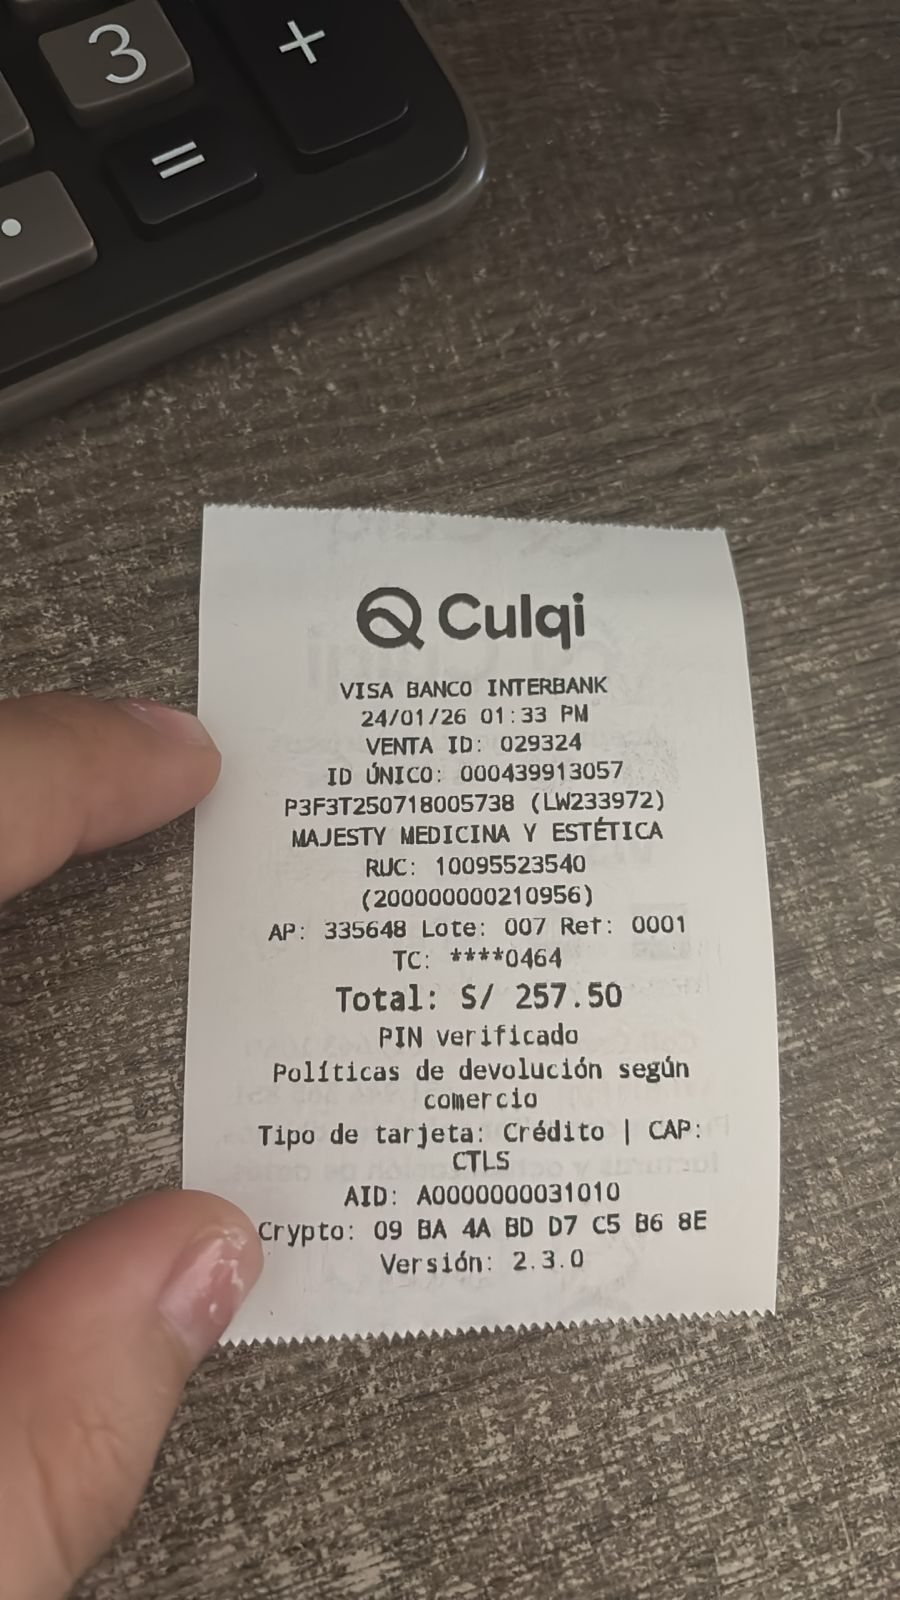 3
+
=
.
Culqi
VISA BANCO INTERBANK
24/01/26 01:33 PM
VENTA ID: 029324
ID ÚNICO: 000439913057
P3F3T250718005738 (LW233972)
MAJESTY MEDICINA Y ESTÉTICA
RUC: 10095523540
(200000000210956)
AP: 335648 Lote: 007 Ref: 0001
TC: ****0464
Total: S/ 257.50
PIN verificado
Políticas de devolución según
comercio
Tipo de tarjeta: Crédito | CAP:
CTLS
AID: A0000000031010
Crypto: 09 BA 4A BD D7 C5 B6 8E
Versión: 2.3.0